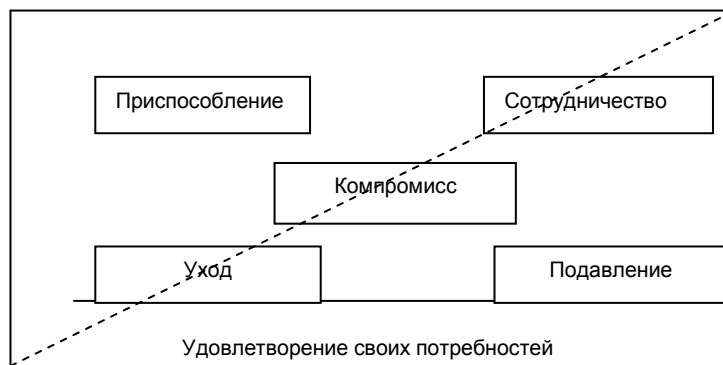 Приспособление
Сотрудничество
Компромисс
Уход
Подавление
Удовлетворение своих потребностей